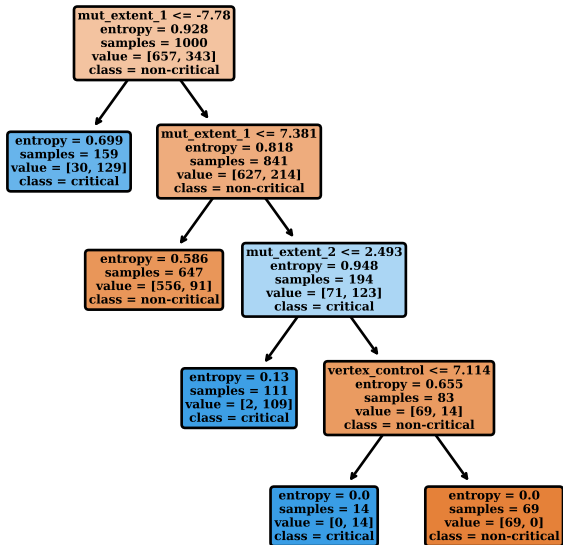 mut_extent_1 <= -7.78
entropy = 0.928
samples = 1000
value = [657, 343]
class = non-critical
entropy = 0.699
samples = 159
value = [30, 129]
class = critical
mut_extent_1 <= 7.381
entropy = 0.818
samples = 841
value = [627, 214]
class = non-critical
entropy = 0.586
samples = 647
value = [556, 91]
class = non-critical
mut_extent_2 <= 2.493
entropy = 0.948
samples = 194
value = [71, 123]
class = critical
entropy = 0.13
samples = 111
value = [2, 109]
class = critical
vertex_control <= 7.114
entropy = 0.655
samples = 83
value = [69, 14]
class = non-critical
entropy = 0.0
samples = 14
value = [0, 14]
class = critical
entropy = 0.0
samples = 69
value = [69, 0]
class = non-critical